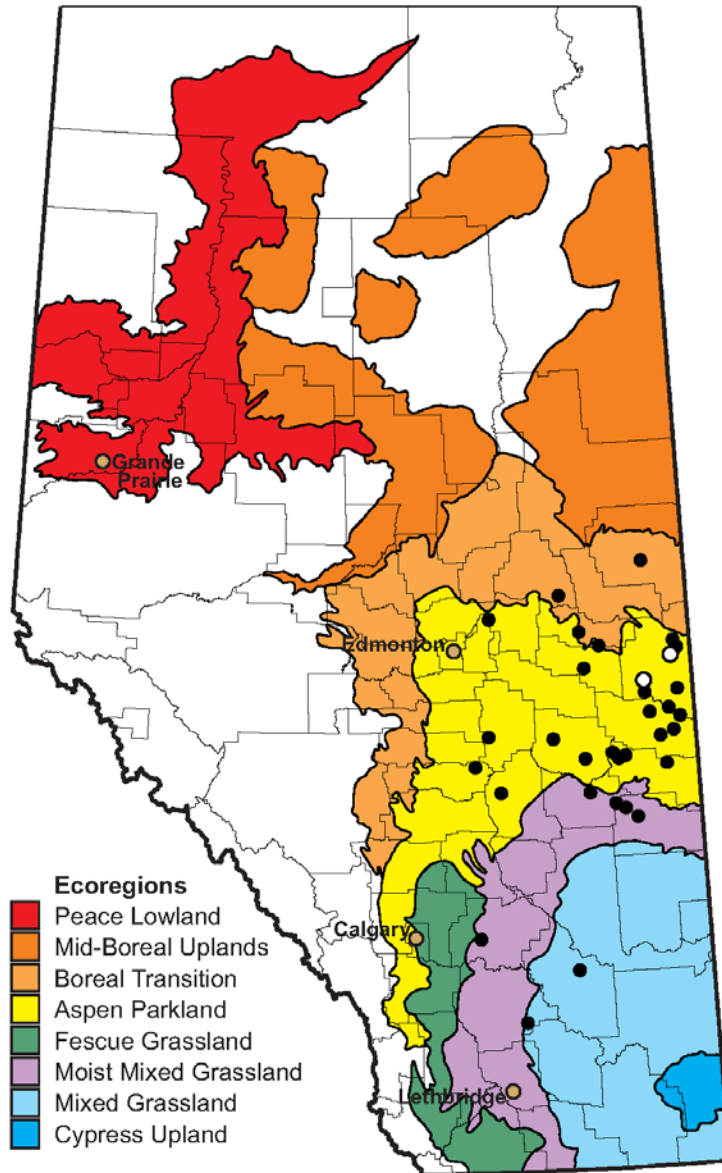 Grande
Prairie
Edmonton
Calgary
Lethbridge
Ecoregions
Peace Lowland
Mid-Boreal Uplands
Boreal Transition
Aspen Parkland
Fescue Grassland
Moist Mixed Grassland
Mixed Grassland
Cypress Upland